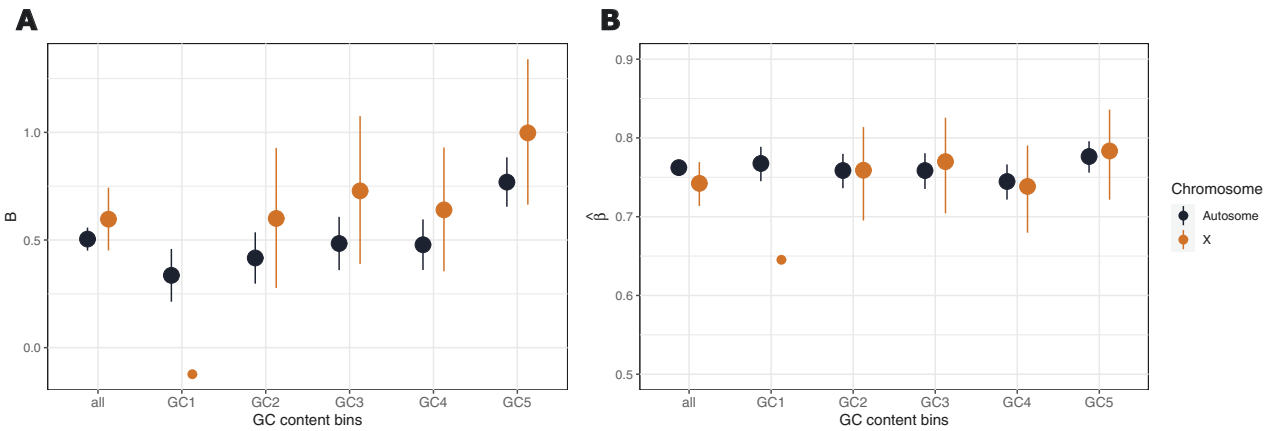 A
B
1.0
0.5
0.0
B
all GC1 GC2 GC3 GC4 GC5
GC content bins
0.9
0.8
0.7
0.6
0.5
β̂
all GC1 GC2 GC3 GC4 GC5
GC content bins
Chromosome
Autosome
X